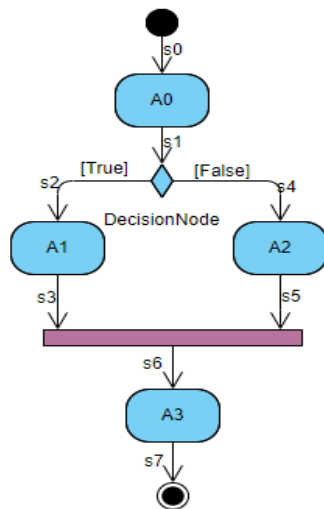 s0
A0
s1
[True] [False]
s2 s4
DecisionNode
A1 A2
s3 s5
s6
A3
s7